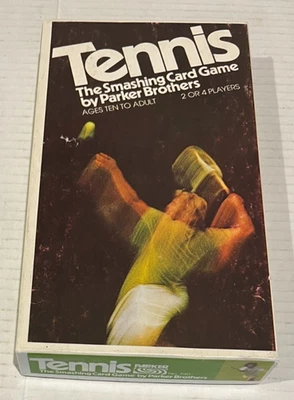 Tennis
The Smashing Card Game
by Parker Brothers
AGES TEN TO ADULT 2 OR 4 PLAYERS
Tennis PARKER
The Smashing Card Game by Parker Brothers